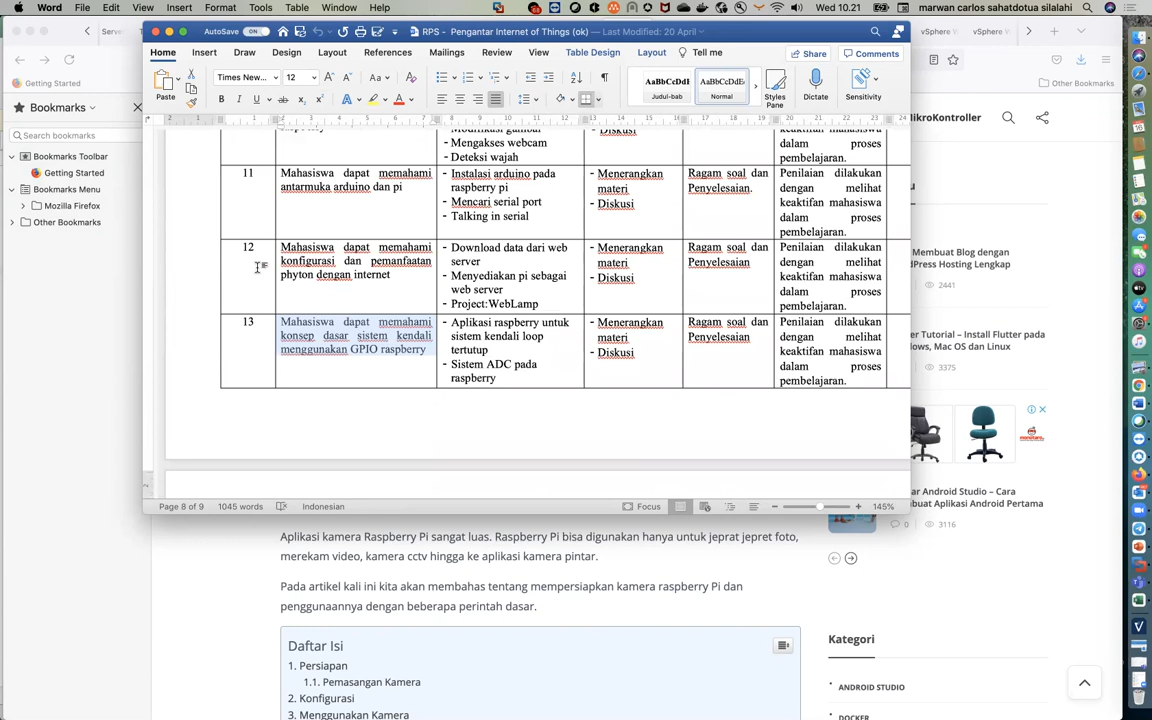 Word File Edit View Insert Format Tools Table Window Help
Wed 10.21 marwan carlos sahatdotua silalahi
AutoSave ON RPS - Pengantar Internet of Things (ok) — Last Modified: 20 April
Home Insert Draw Design Layout References Mailings Review View Table Design Layout Tell me Share Comments
Paste Times New... 12 Aa AaBbCcDdI Judul-bab AaBbCcDdEe Normal Styles Pane Dictate Sensitivity
Serve
vSphere
vSphere
Getting Started
Other Bookmarks
Bookmarks
Search bookmarks
Bookmarks Toolbar
Getting Started
Bookmarks Menu
Mozilla Firefox
Other Bookmarks
- Modifikasi gambar
- Mengakses webcam
- Deteksi wajah
- Diskusi
keaktifan mahasiswa
dalam proses
pembelajaran.
11
Mahasiswa dapat memahami
antarmuka arduino dan pi
- Instalasi arduino pada
raspberry pi
- Mencari serial port
- Talking in serial
- Menerangkan
materi
- Diskusi
Ragam soal dan
Penyelesaian.
Penilaian dilakukan
dengan melihat
keaktifan mahasiswa
dalam proses
pembelajaran.
12
Mahasiswa dapat memahami
konfigurasi dan pemanfaatan
phyton dengan internet
- Download data dari web
server
- Menyediakan pi sebagai
web server
- Project:WebLamp
- Menerangkan
materi
- Diskusi
Ragam soal dan
Penyelesaian
Penilaian dilakukan
dengan melihat
keaktifan mahasiswa
dalam proses
pembelajaran.
13
Mahasiswa dapat memahami
konsep dasar sistem kendali
menggunakan GPIO raspberry
- Aplikasi raspberry untuk
sistem kendali loop
tertutup
- Sistem ADC pada
raspberry
- Menerangkan
materi
- Diskusi
Ragam soal dan
Penyelesaian
Penilaian dilakukan
dengan melihat
keaktifan mahasiswa
dalam proses
pembelajaran.
Page 8 of 9 1045 words Indonesian Focus 145%
MikroKontroller
Membuat Blog dengan
Press Hosting Lengkap
2441
er Tutorial – Install Flutter pada
ows, Mac OS dan Linux
3375
ar Android Studio – Cara
buat Aplikasi Android Pertama
0 3116
Aplikasi kamera Raspberry Pi sangat luas. Raspberry Pi bisa digunakan hanya untuk jeprat jepret foto,
merekam video, kamera cctv hingga ke aplikasi kamera pintar.
Pada artikel kali ini kita akan membahas tentang mempersiapkan kamera raspberry Pi dan
penggunaannya dengan beberapa perintah dasar.
Daftar Isi
1. Persiapan
1.1. Pemasangan Kamera
2. Konfigurasi
3. Menggunakan Kamera
Kategori
ANDROID STUDIO
DOCKER